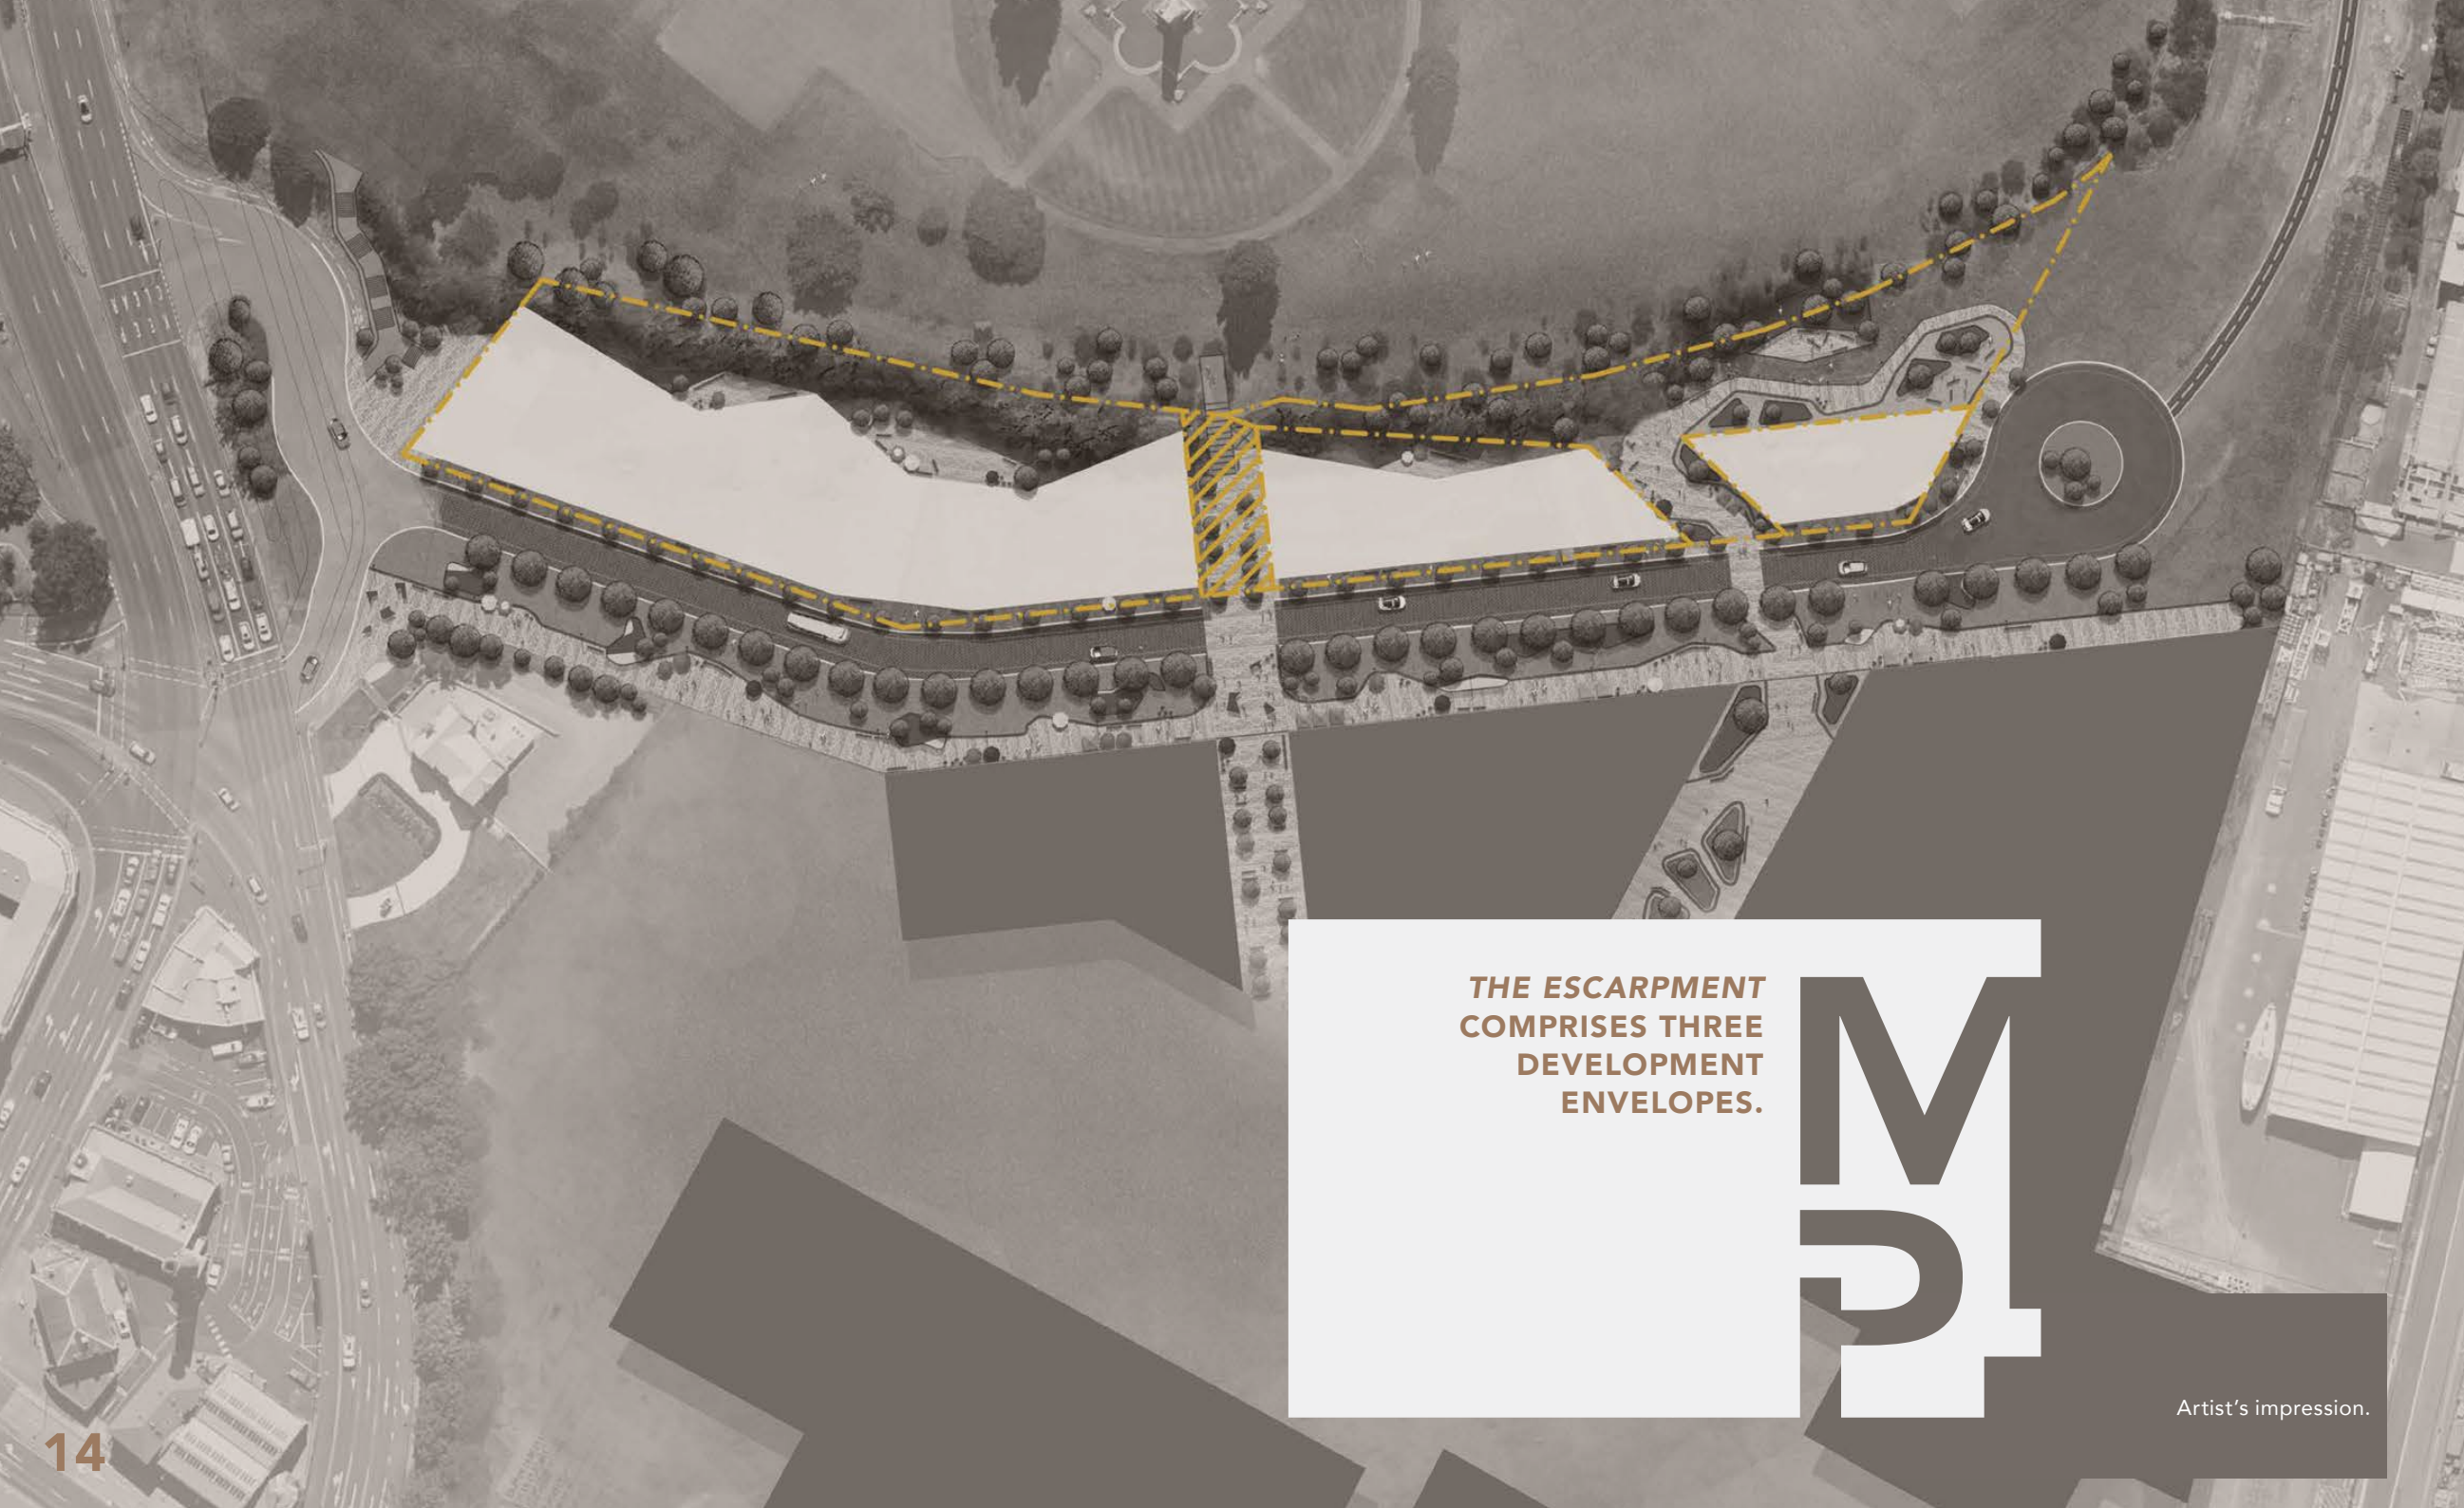 THE ESCARPMENT
COMPRISES THREE
DEVELOPMENT
ENVELOPES.
M
P
Artist's impression.
14